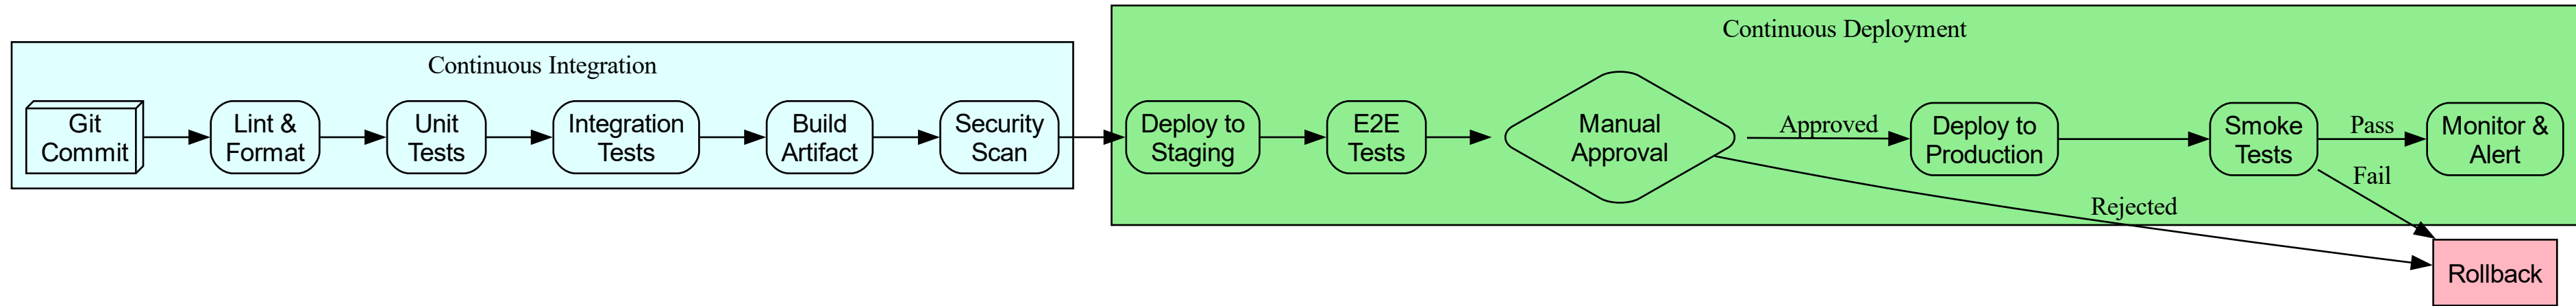 Continuous Integration
Git
Commit
Lint &
Format
Unit
Tests
Integration
Tests
Build
Artifact
Security
Scan
Continuous Deployment
Deploy to
Staging
E2E
Tests
Manual
Approval
Approved
Rejected
Deploy to
Production
Smoke
Tests
Pass
Fail
Monitor &
Alert
Rollback